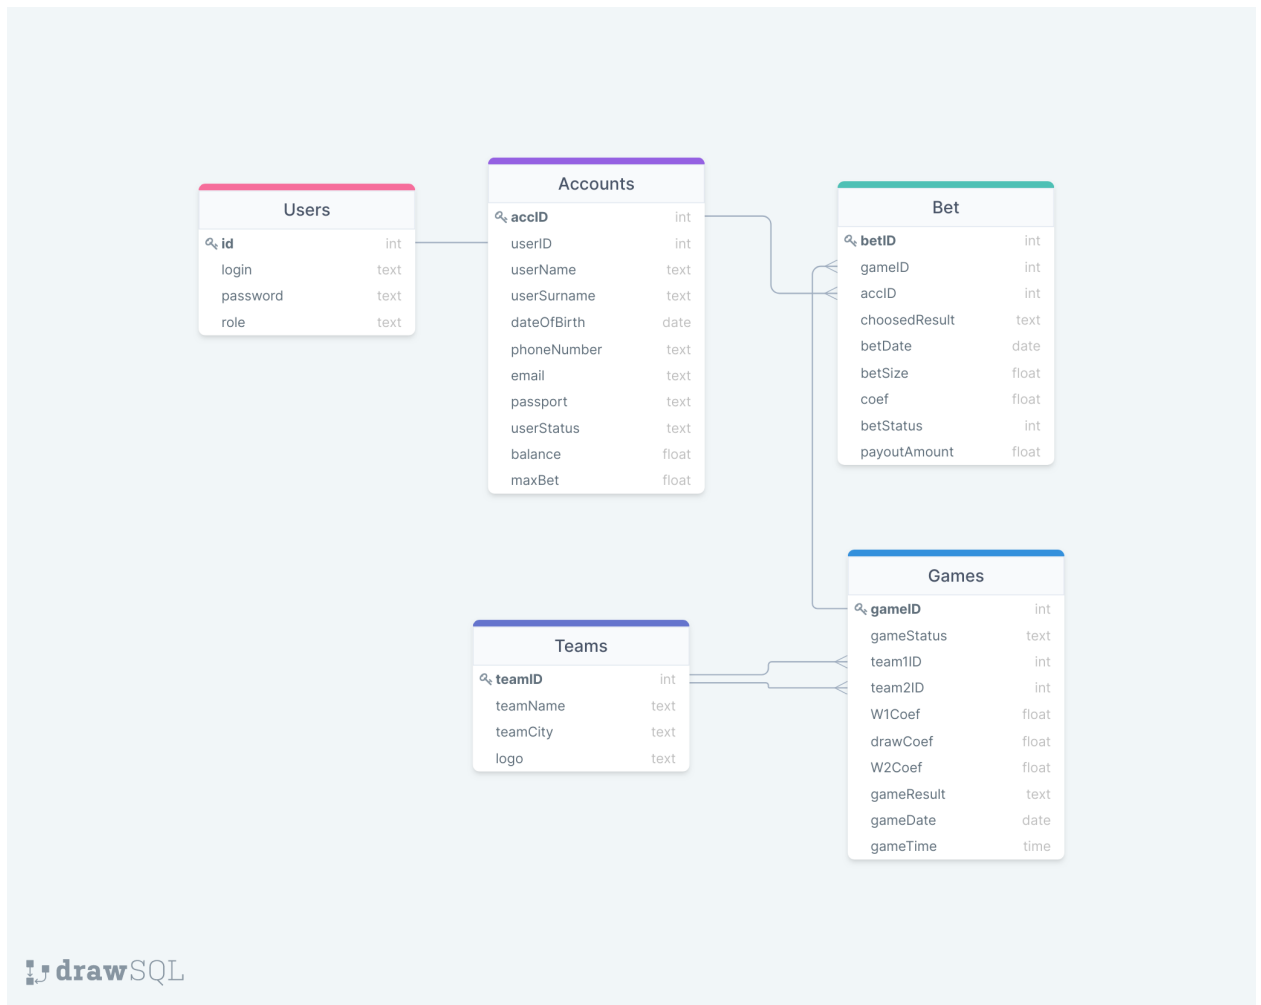 Users
id int
login text
password text
role text
Accounts
accID int
userID int
userName text
userSurname text
dateOfBirth date
phoneNumber text
email text
passport text
userStatus text
balance float
maxBet float
Bet
betID int
gameID int
accID int
choosedResult text
betDate date
betSize float
coef float
betStatus int
payoutAmount float
Teams
teamID int
teamName text
teamCity text
logo text
Games
gameID int
gameStatus text
team1ID int
team2ID int
W1Coef float
drawCoef float
W2Coef float
gameResult text
gameDate date
gameTime time
drawSQL